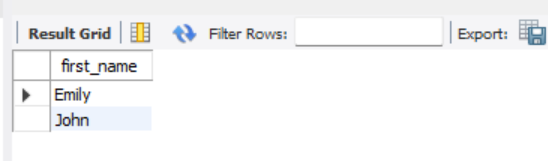 Result Grid Filter Rows: Export:
first_name
Emily
John